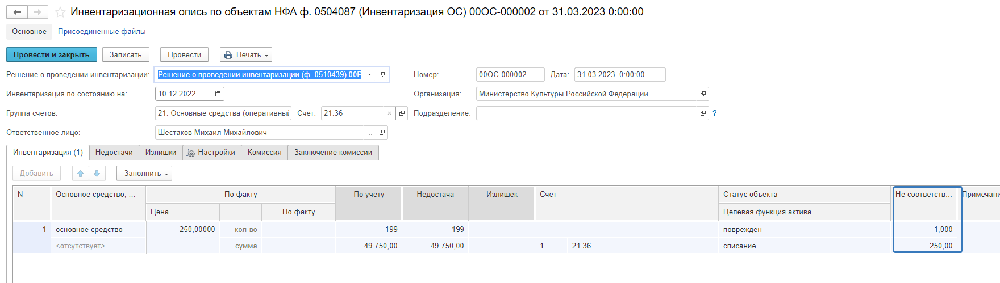 Инвентаризационная опись по объектам НФА ф. 0504087 (Инвентаризация ОС) 00ОС-000002 от 31.03.2023 0:00:00
Основное Присоединенные файлы
Провести и закрыть Записать Провести Печать
Решение о проведении инвентаризации: Решение о проведении инвентаризации (ф. 0510439) 00Р Номер: 00ОС-000002 Дата: 31.03.2023 0:00:00
Инвентаризация по состоянию на: 10.12.2022 Организация: Министерство Культуры Российской Федерации
Группа счетов: 21: Основные средства (оперативный Счет: 21.36 × Подразделение: ?
Ответственное лицо: Шестаков Михаил Михайлович ...
Инвентаризация (1) Недостачи Излишки Настройки Комиссия Заключение комиссии
Добавить Заполнить
N Основное средство, ... По факту По учету Недостача Излишек Счет Статус объекта Не соответств... Примечани
Цена По факту Целевая функция актива
1 основное средство 250,00000 кол-во 199 199 поврежден 1,000
<отсутствует> сумма 49 750,00 49 750,00 1 21.36 списание 250,00